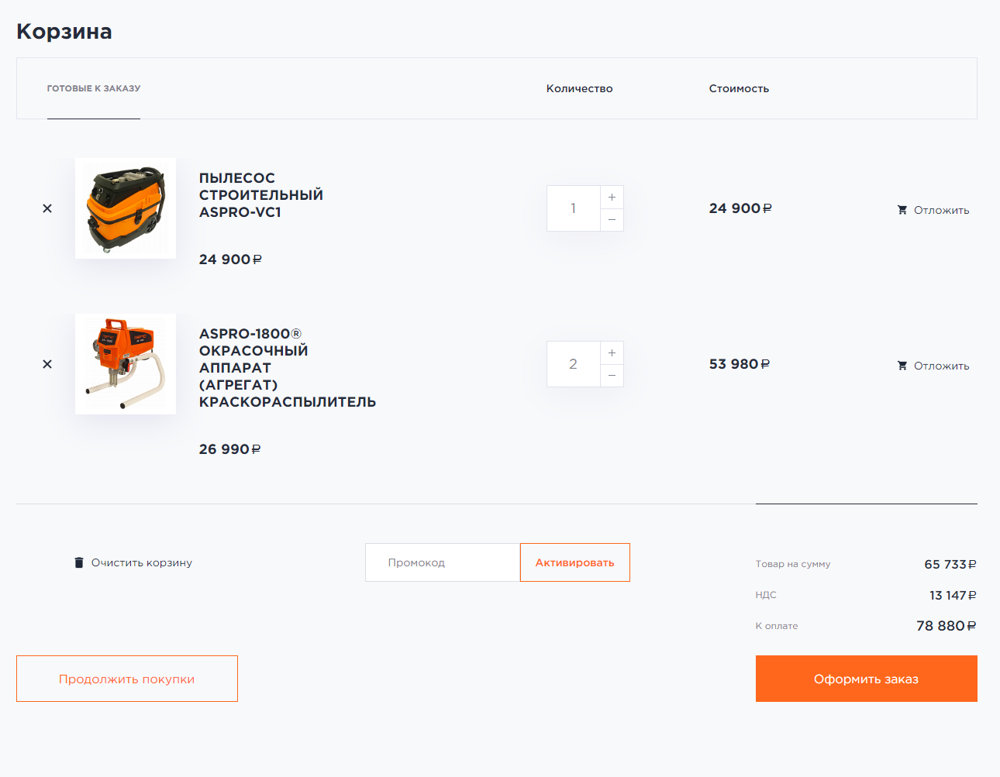 Корзина
ГОТОВЫЕ К ЗАКАЗУ
Количество
Стоимость
ПЫЛЕСОС
СТРОИТЕЛЬНЫЙ
ASPRO-VC1
24 900₽
1
+
−
24 900₽
Отложить
ASPRO-1800®
ОКРАСОЧНЫЙ
АППАРАТ
(АГРЕГАТ)
КРАСКОРАСПЫЛИТЕЛЬ
26 990₽
2
+
−
53 980₽
Отложить
Очистить корзину
Промокод
Активировать
Товар на сумму
65 733₽
НДС
13 147₽
К оплате
78 880₽
Продолжить покупки
Оформить заказ